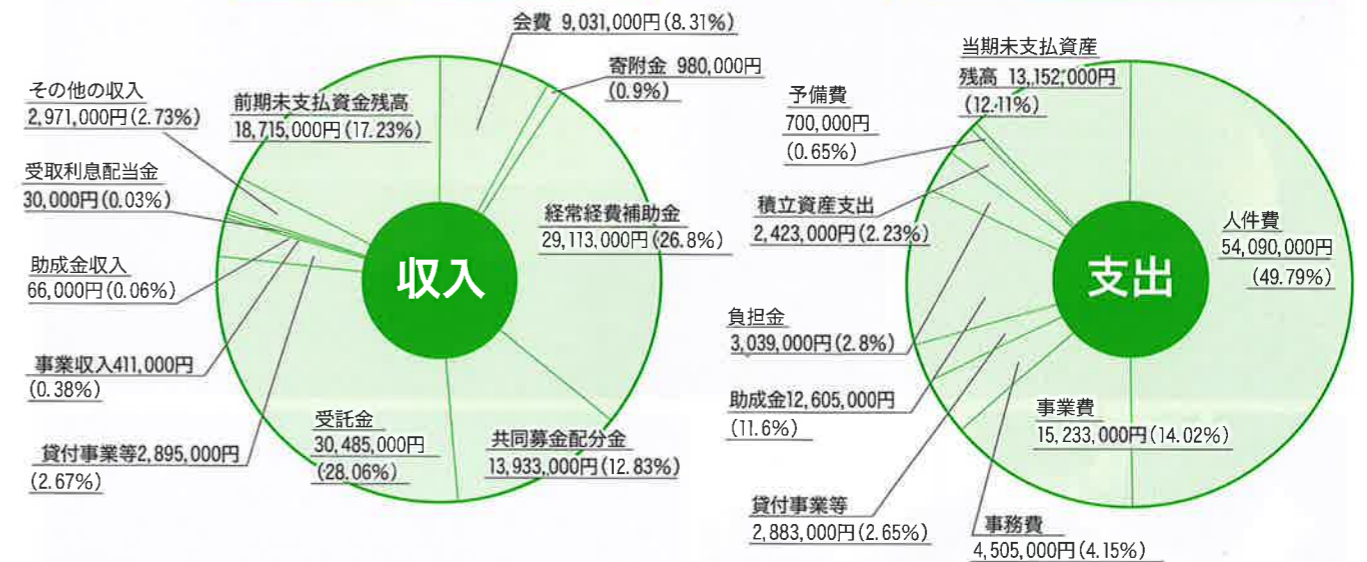 収入
会費 9,031,000円(8.31%)
寄附金 980,000円
(0.9%)
経常経費補助金
29,113,000円(26.8%)
共同募金配分金
13,933,000円(12.83%)
受託金
30,485,000円
(28.06%)
貸付事業等2,895,000円
(2.67%)
事業収入411,000円
(0.38%)
助成金収入
66,000円(0.06%)
受取利息配当金
30,000円(0.03%)
その他の収入
2,971,000円(2.73%)
前期未支払資金残高
18,715,000円(17.23%)
支出
人件費
54,090,000円
(49.79%)
事業費
15,233,000円(14.02%)
事務費
4,505,000円(4.15%)
貸付事業等
2,883,000円(2.65%)
助成金12,605,000円
(11.6%)
負担金
3,039,000円(2.8%)
積立資産支出
2,423,000円(2.23%)
予備費
700,000円
(0.65%)
当期未支払資産
残高 13,152,000円
(12.11%)